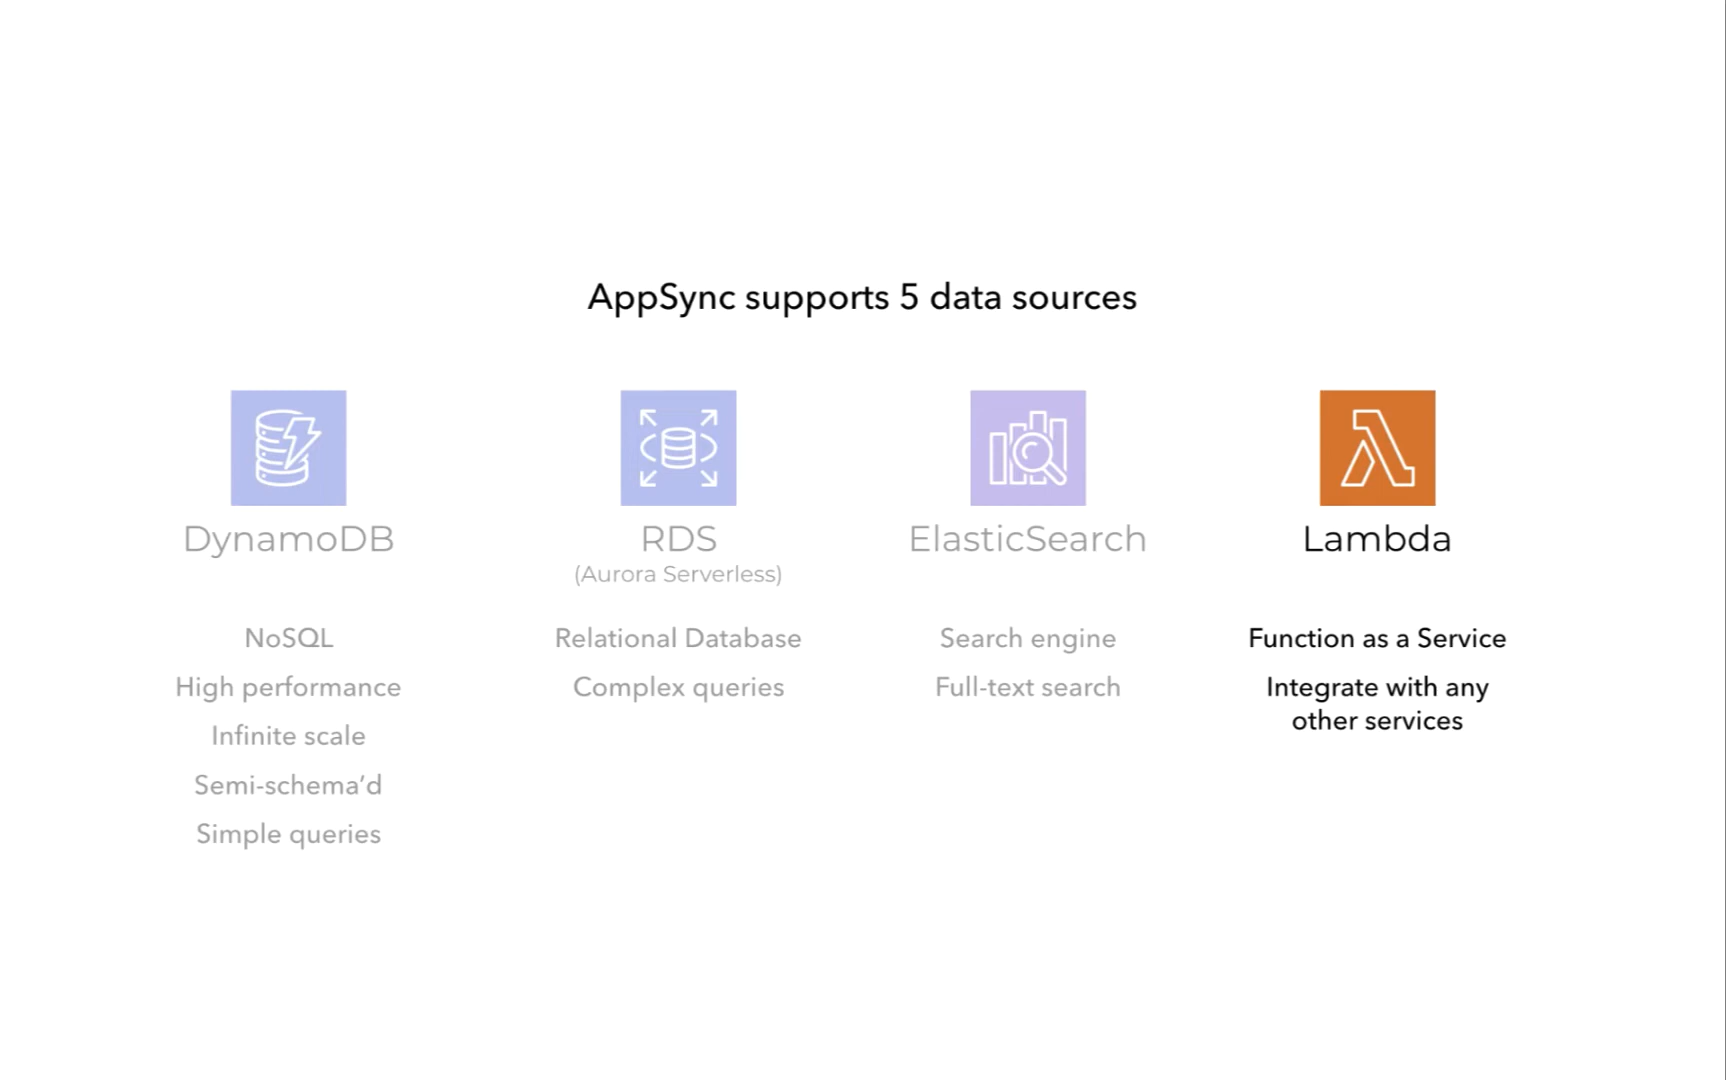 AppSync supports 5 data sources
DynamoDB
NoSQL
High performance
Infinite scale
Semi-schema’d
Simple queries
RDS
(Aurora Serverless)
Relational Database
Complex queries
ElasticSearch
Search engine
Full-text search
Lambda
Function as a Service
Integrate with any
other services